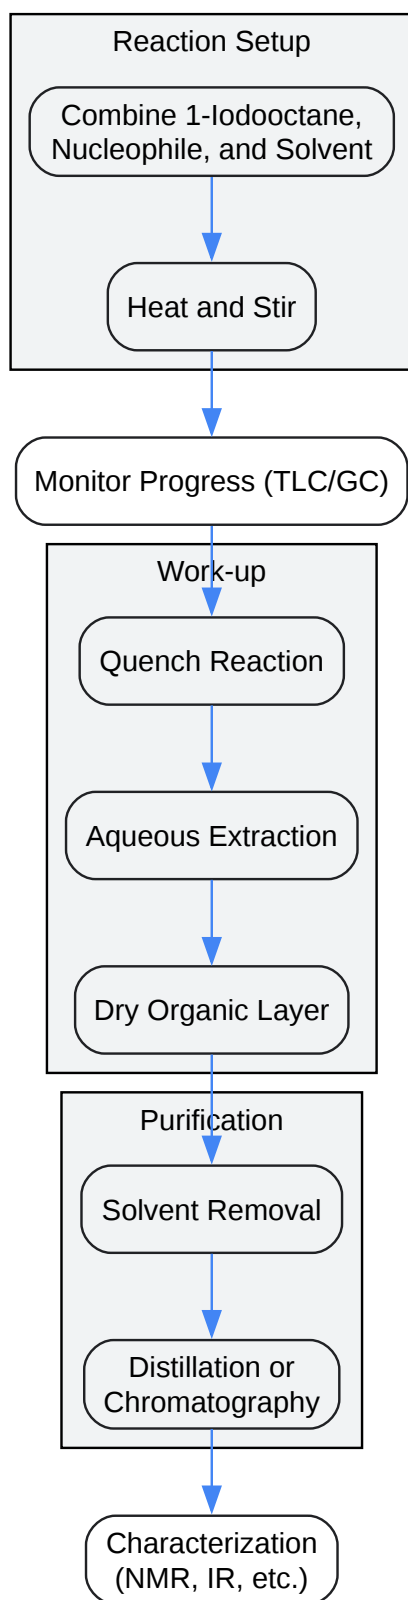 Reaction Setup
Combine 1-Iodooctane,
Nucleophile, and Solvent
Heat and Stir
Monitor Progress (TLC/GC)
Work-up
Quench Reaction
Aqueous Extraction
Dry Organic Layer
Purification
Solvent Removal
Distillation or
Chromatography
Characterization
(NMR, IR, etc.)